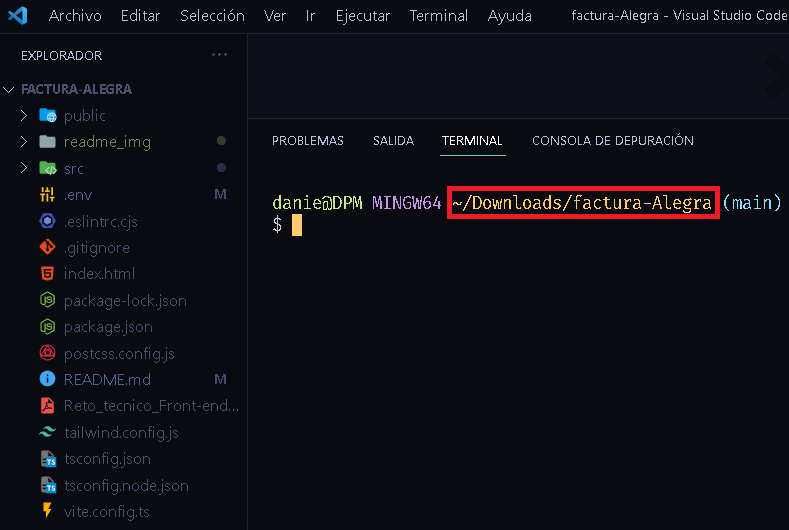 Archivo Editar Selección Ver Ir Ejecutar Terminal Ayuda factura-Alegra - Visual Studio Code
EXPLORADOR ...
FACTURA-ALEGRA
public
readme_img
src
.env M
.eslintrc.cjs
.gitignore
index.html
package-lock.json
package.json
postcss.config.js
README.md M
Reto_tecnico_Front-end...
tailwind.config.js
tsconfig.json
tsconfig.node.json
vite.config.ts
PROBLEMAS SALIDA TERMINAL CONSOLA DE DEPURACIÓN
danie@DPM MINGW64 ~/Downloads/factura-Alegra (main)
$